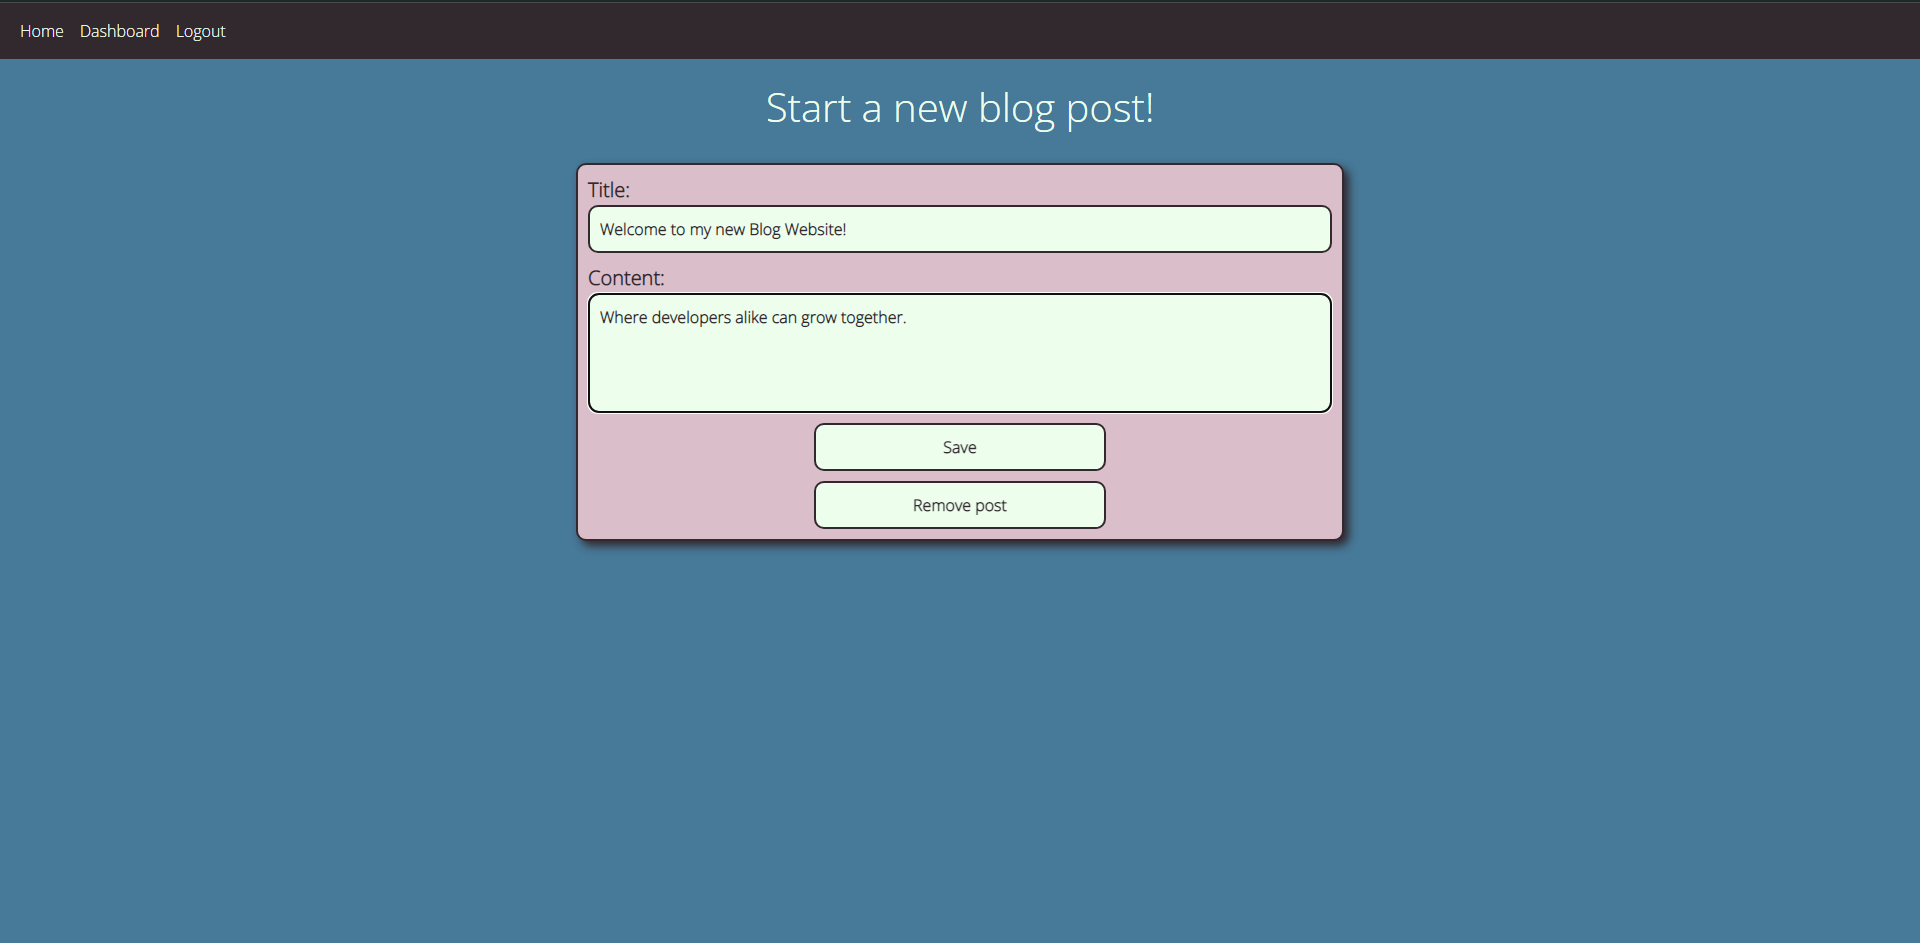 Home Dashboard Logout
Start a new blog post!
Title:
Welcome to my new Blog Website!
Content:
Where developers alike can grow together.
Save
Remove post